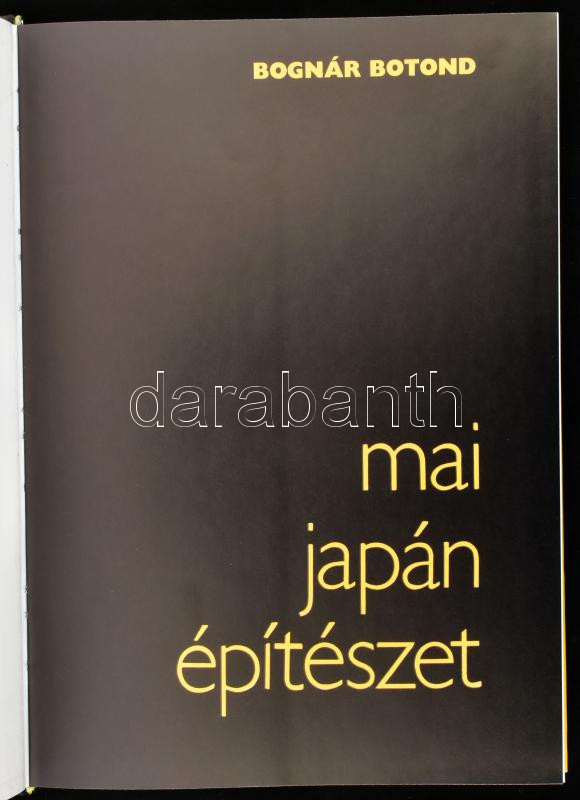 BOGNÁR BOTOND
darabanth
mai
japán
építészet